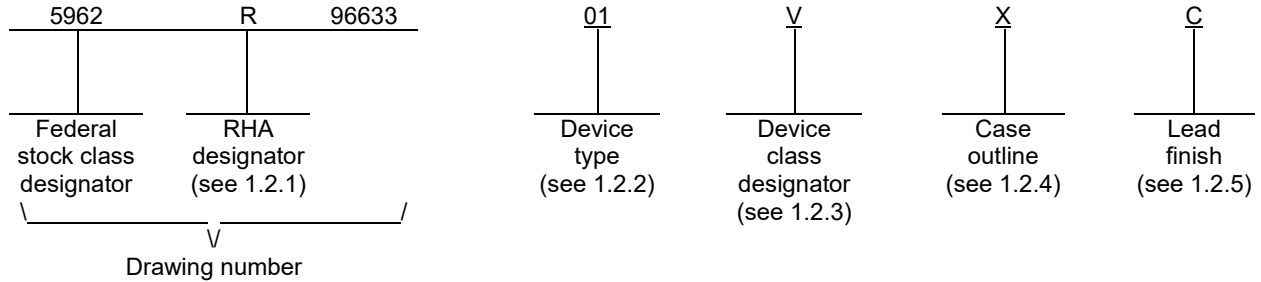 5962 R 96633 01 V X C
Federal stock class designator
RHA designator (see 1.2.1)
Device type (see 1.2.2)
Device class designator (see 1.2.3)
Case outline (see 1.2.4)
Lead finish (see 1.2.5)
\ /
\/
Drawing number